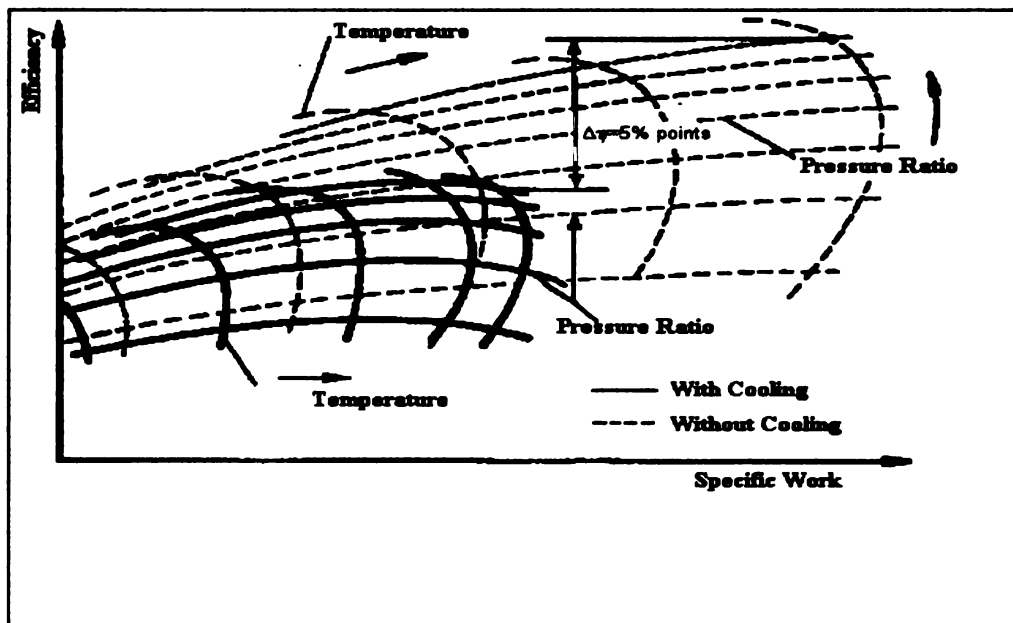 Efficiency
Temperature
Δη=5% points
Pressure Ratio
Pressure Ratio
Temperature
With Cooling
Without Cooling
Specific Work